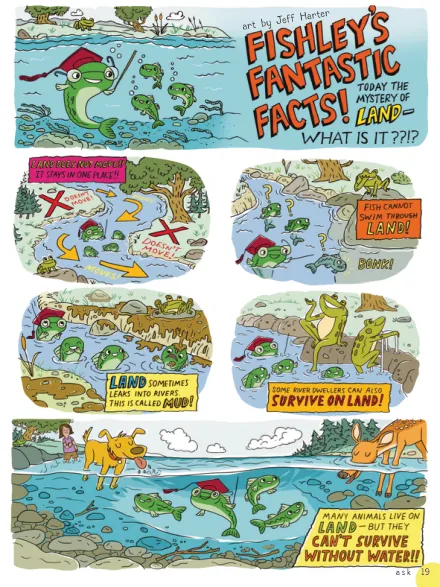 art by Jeff Harter
FISHLEY'S
FANTASTIC
FACTS!
TODAY THE
MYSTERY OF
LAND—
WHAT IS IT ??!?
LAND DOES NOT MOVE!!
IT STAYS IN ONE PLACE!!
DOESN'T
MOVE!
MOVES!
DOESN'T
MOVE!
MOVES!
? ? ?
FISH CANNOT
SWIM THROUGH
LAND!
BONK!
LAND SOMETIMES
LEAKS INTO RIVERS.
THIS IS CALLED MUD!
SOME RIVER DWELLERS CAN ALSO
SURVIVE ON LAND!
MANY ANIMALS LIVE ON
LAND—BUT THEY
CAN'T SURVIVE
WITHOUT WATER!!
ask 19